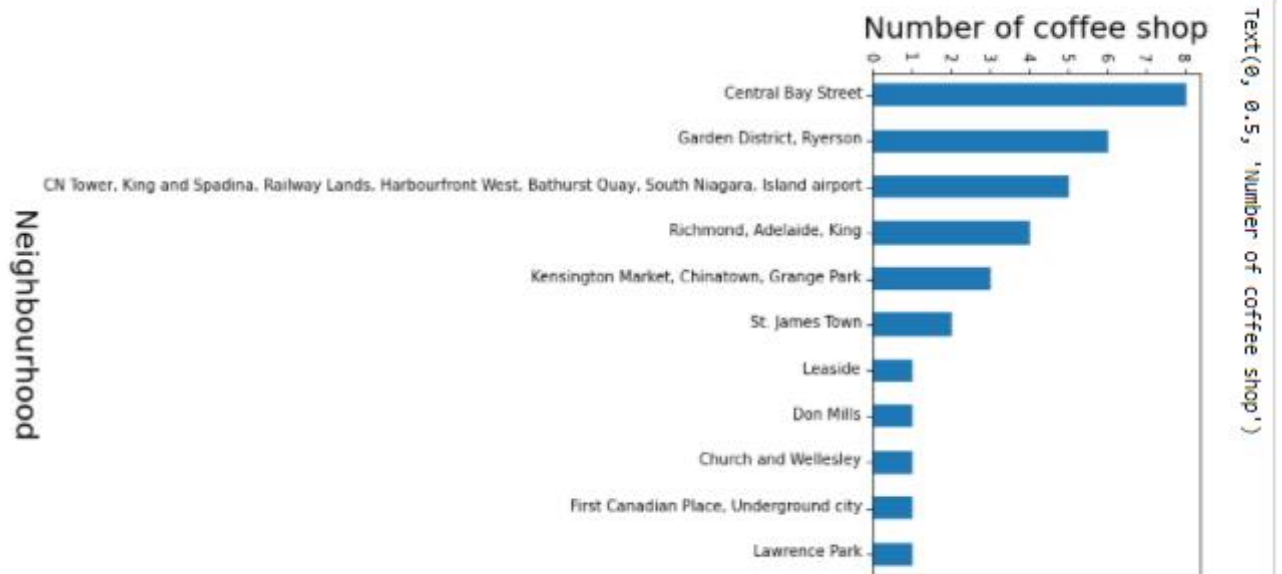 Text(0, 0.5, 'Number of coffee shop')
Number of coffee shop
0 1 2 3 4 5 6 7 8
Central Bay Street
Garden District, Ryerson
CN Tower, King and Spadina, Railway Lands, Harbourfront West, Bathurst Quay, South Niagara, Island airport
Richmond, Adelaide, King
Kensington Market, Chinatown, Grange Park
St. James Town
Leaside
Don Mills
Church and Wellesley
First Canadian Place, Underground city
Lawrence Park
Neighbourhood